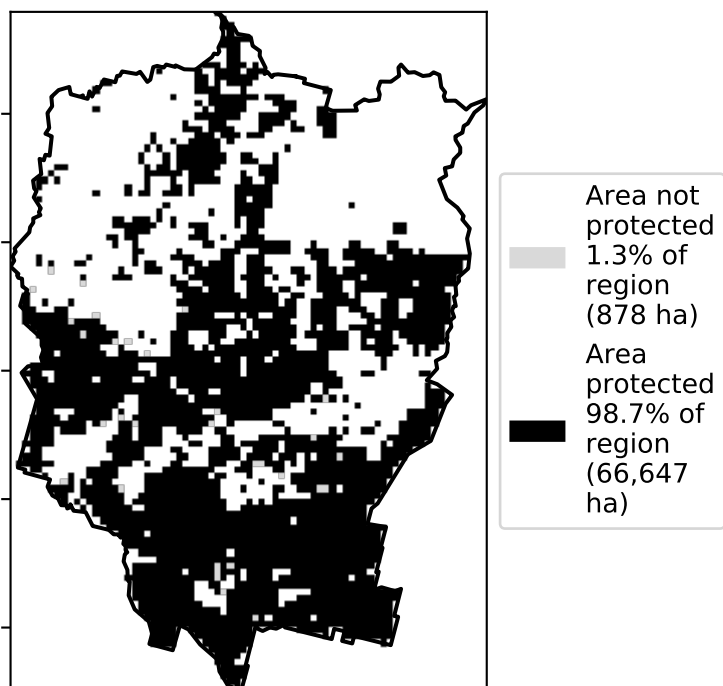 Area not
protected
1.3% of
region
(878 ha)
Area
protected
98.7% of
region
(66,647
ha)